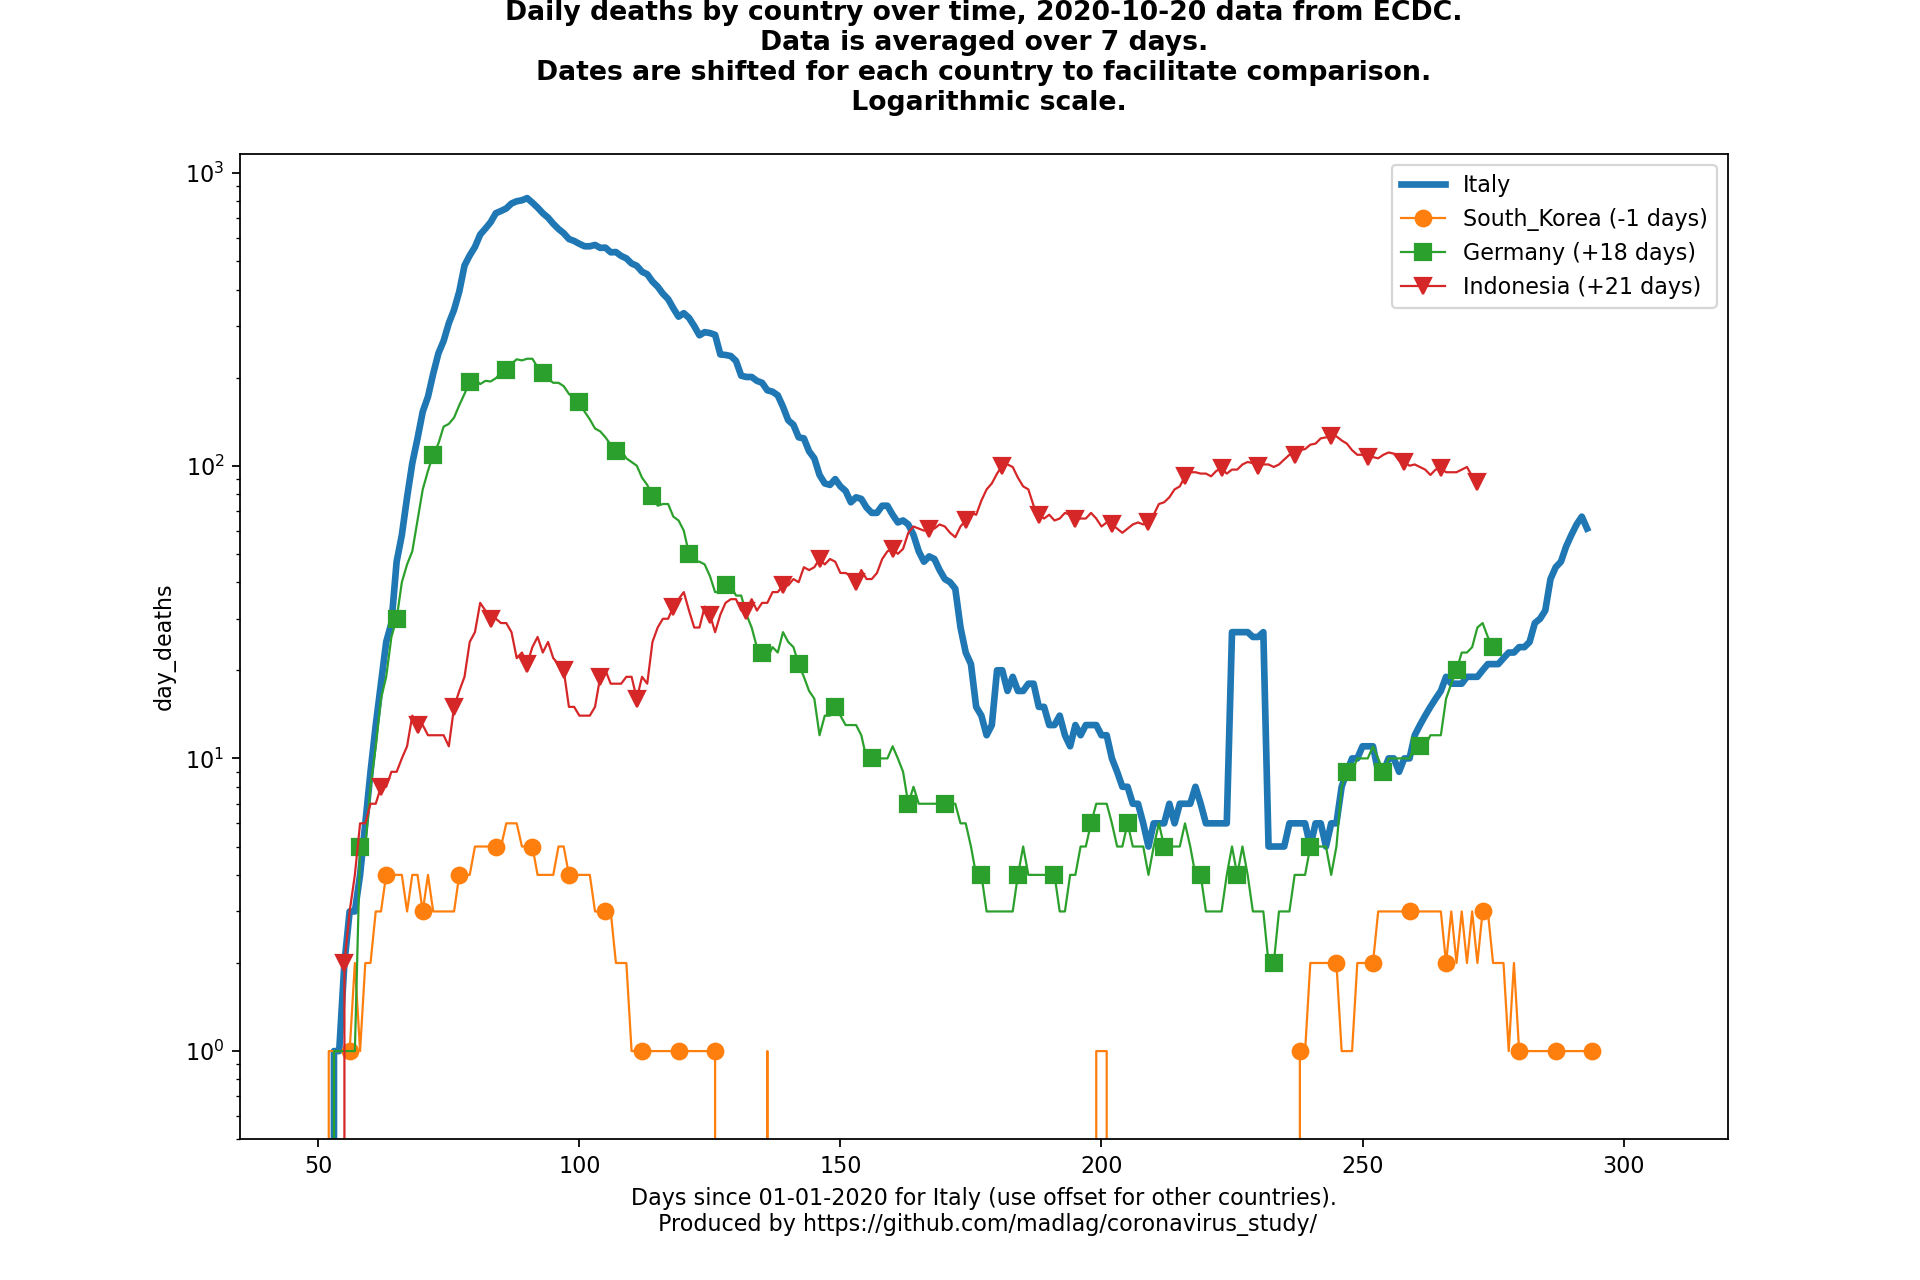 Daily deaths by country over time, 2020-10-20 data from ECDC.
Data is averaged over 7 days.
Dates are shifted for each country to facilitate comparison.
Logarithmic scale.
10³
10²
10¹
10⁰
day_deaths
Italy
South_Korea (-1 days)
Germany (+18 days)
Indonesia (+21 days)
50 100 150 200 250 300
Days since 01-01-2020 for Italy (use offset for other countries).
Produced by https://github.com/madlag/coronavirus_study/